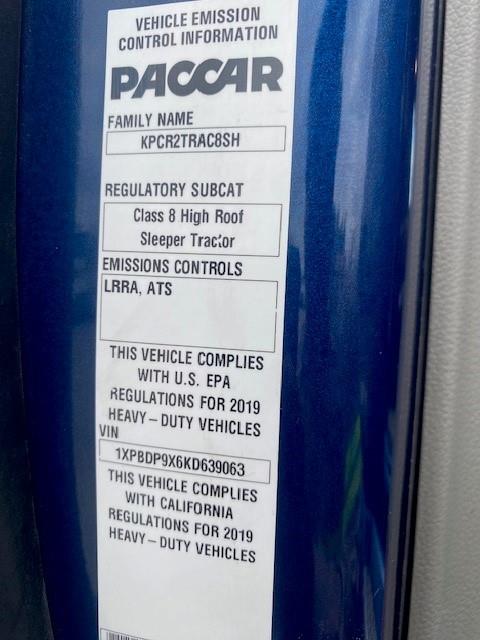 VEHICLE EMISSION
CONTROL INFORMATION
PACCAR
FAMILY NAME
KPCR2TRAC8SH
REGULATORY SUBCAT
Class 8 High Roof
Sleeper Tractor
EMISSIONS CONTROLS
LRRA, ATS
THIS VEHICLE COMPLIES
WITH U.S. EPA
REGULATIONS FOR 2019
HEAVY-DUTY VEHICLES
VIN
1XPBDP9X6KD639063
THIS VEHICLE COMPLIES
WITH CALIFORNIA
REGULATIONS FOR 2019
HEAVY-DUTY VEHICLES